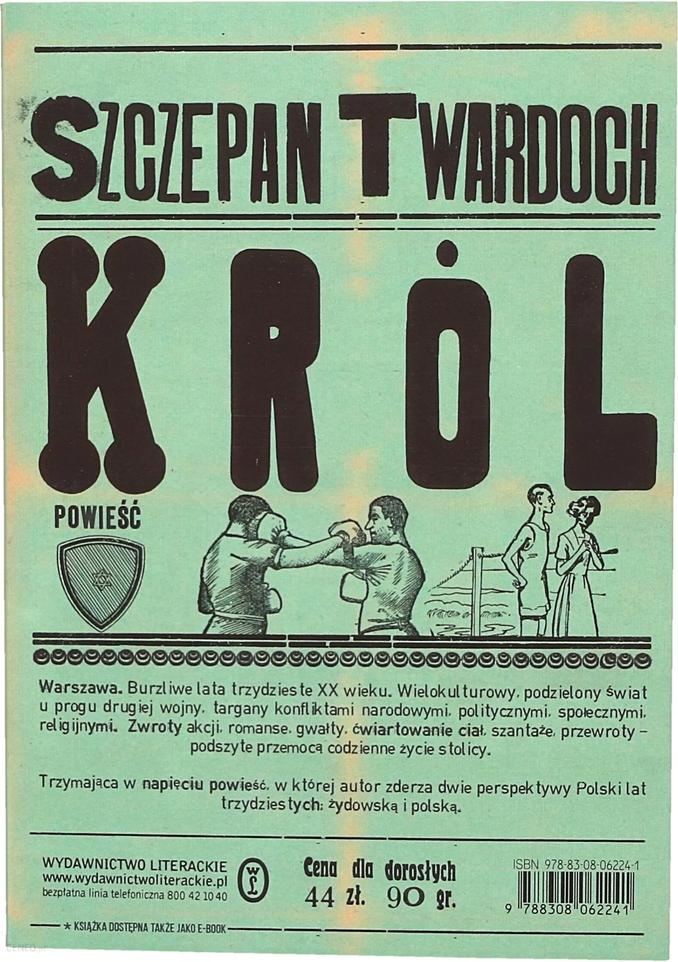 SZCZEPAN TWARDOCH
KRÓL
POWIEŚĆ
Warszawa. Burzliwe lata trzydzieste XX wieku. Wielokulturowy, podzielony świat
u progu drugiej wojny, targany konfliktami narodowymi, politycznymi, społecznymi,
religijnymi. Zwroty akcji, romanse, gwałty, ćwiartowanie ciał, szantaże, przewroty –
podszyte przemocą codzienne życie stolicy.
Trzymająca w napięciu powieść, w której autor zderza dwie perspektywy Polski lat
trzydziestych: żydowską i polską.
WYDAWNICTWO LITERACKIE
www.wydawnictwoliterackie.pl
bezpłatna linia telefoniczna 800 42 10 40
WL
Cena dla dorosłych
44 zł. 90 gr.
ISBN 978-83-08-06224-1
9 788308 062241
* KSIĄŻKA DOSTĘPNA TAKŻE JAKO E-BOOK
CENEO